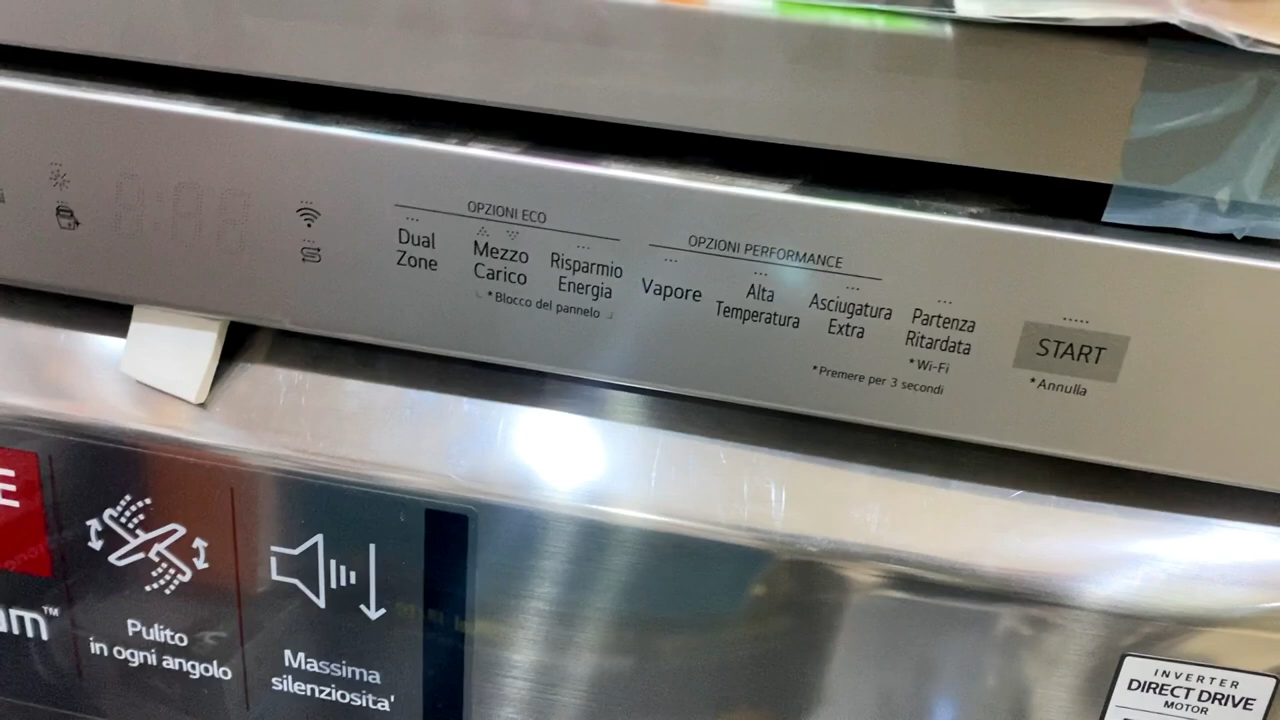 OPZIONI ECO
Dual
Zone
Mezzo
Carico
Risparmio
Energia
*Blocco del pannelo
OPZIONI PERFORMANCE
Vapore
Alta
Temperatura
Asciugatura
Extra
*Premere per 3 secondi
Partenza
Ritardata
*Wi-Fi
START
*Annulla
Pulito
in ogni angolo
Massima
silenziosita'
INVERTER
DIRECT DRIVE
MOTOR